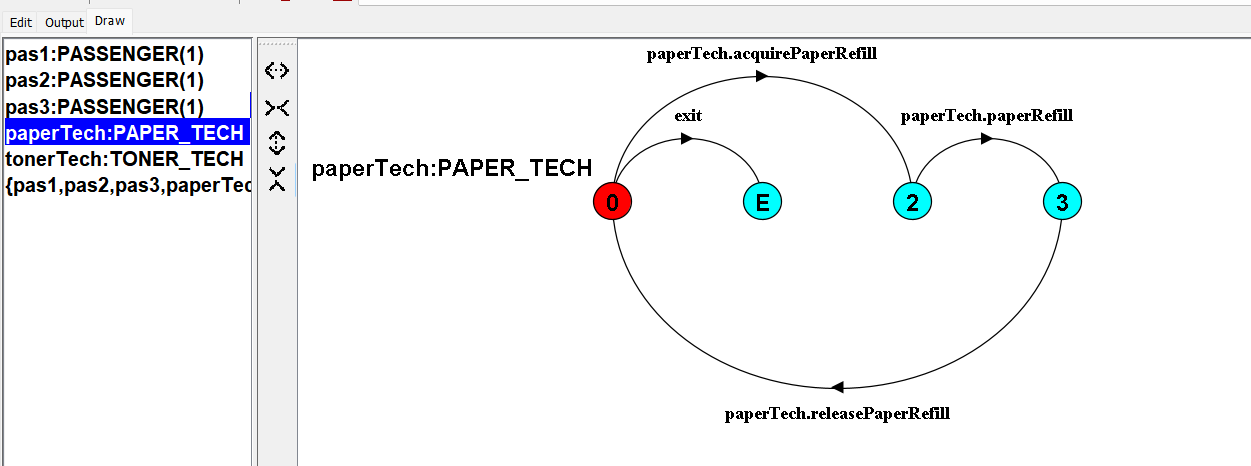 Edit Output Draw
pas1:PASSENGER(1)
pas2:PASSENGER(1)
pas3:PASSENGER(1)
paperTech:PAPER_TECH
tonerTech:TONER_TECH
{pas1,pas2,pas3,paperTec
paperTech.acquirePaperRefill
exit
paperTech.paperRefill
paperTech:PAPER_TECH
0 E 2 3
paperTech.releasePaperRefill